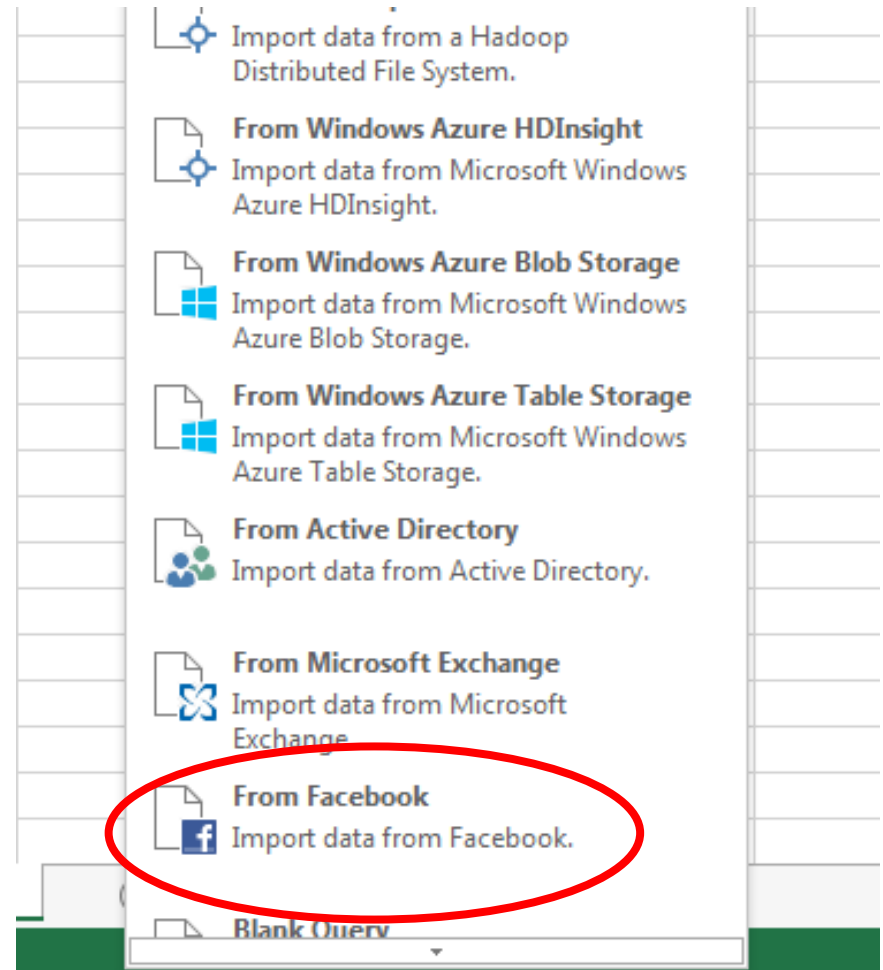 Import data from a Hadoop
Distributed File System.
From Windows Azure HDInsight
Import data from Microsoft Windows
Azure HDInsight.
From Windows Azure Blob Storage
Import data from Microsoft Windows
Azure Blob Storage.
From Windows Azure Table Storage
Import data from Microsoft Windows
Azure Table Storage.
From Active Directory
Import data from Active Directory.
From Microsoft Exchange
Import data from Microsoft
Exchange.
From Facebook
Import data from Facebook.
Blank Query